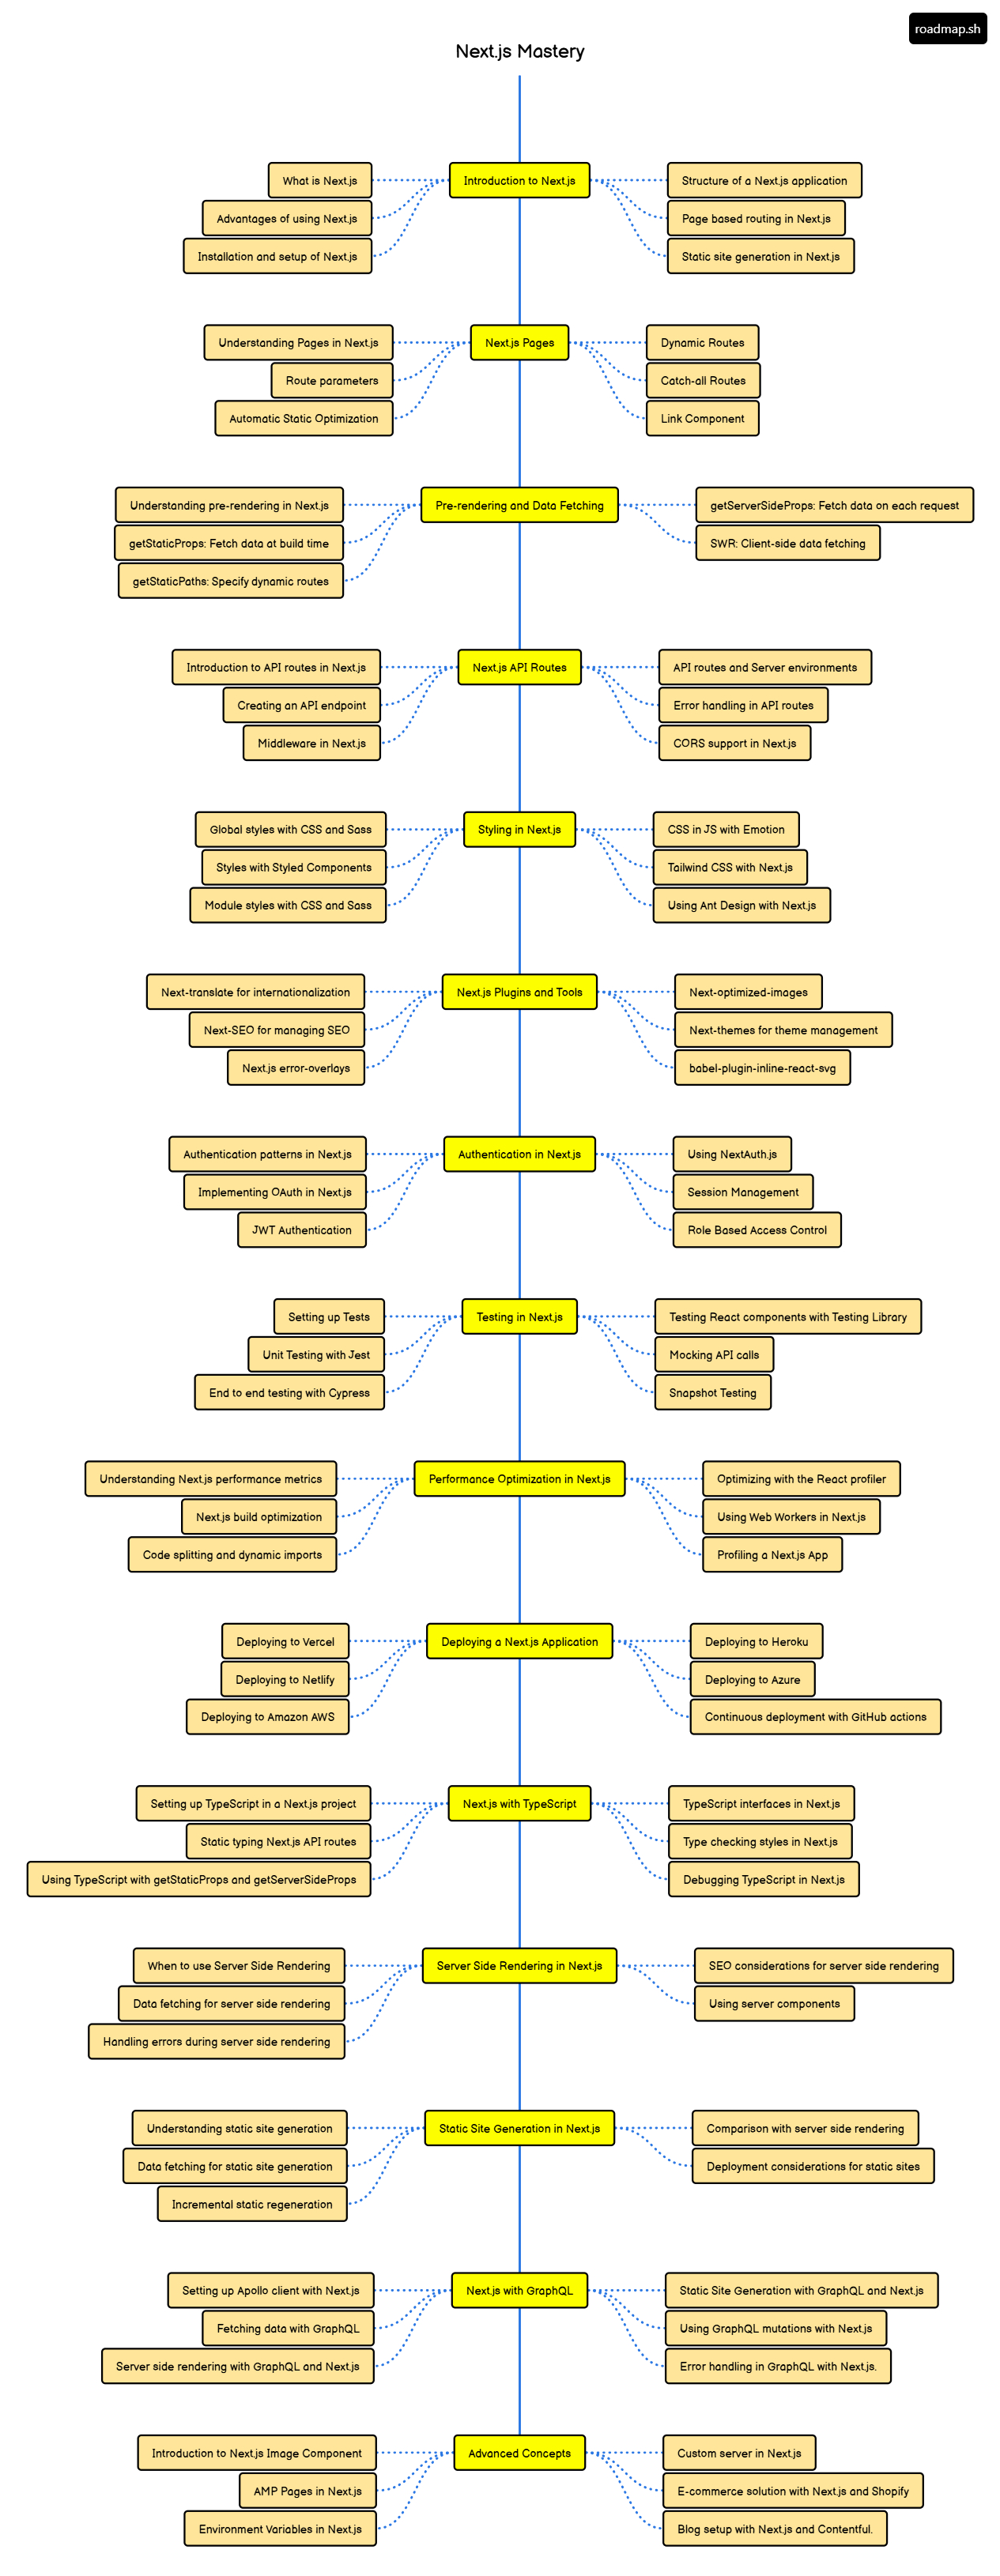 roadmap.sh
Next.js Mastery
Introduction to Next.js
What is Next.js
Advantages of using Next.js
Installation and setup of Next.js
Structure of a Next.js application
Page based routing in Next.js
Static site generation in Next.js
Next.js Pages
Understanding Pages in Next.js
Route parameters
Automatic Static Optimization
Dynamic Routes
Catch-all Routes
Link Component
Pre-rendering and Data Fetching
Understanding pre-rendering in Next.js
getStaticProps: Fetch data at build time
getStaticPaths: Specify dynamic routes
getServerSideProps: Fetch data on each request
SWR: Client-side data fetching
Next.js API Routes
Introduction to API routes in Next.js
Creating an API endpoint
Middleware in Next.js
API routes and Server environments
Error handling in API routes
CORS support in Next.js
Styling in Next.js
Global styles with CSS and Sass
Styles with Styled Components
Module styles with CSS and Sass
CSS in JS with Emotion
Tailwind CSS with Next.js
Using Ant Design with Next.js
Next.js Plugins and Tools
Next-translate for internationalization
Next-SEO for managing SEO
Next.js error-overlays
Next-optimized-images
Next-themes for theme management
babel-plugin-inline-react-svg
Authentication in Next.js
Authentication patterns in Next.js
Implementing OAuth in Next.js
JWT Authentication
Using NextAuth.js
Session Management
Role Based Access Control
Testing in Next.js
Setting up Tests
Unit Testing with Jest
End to end testing with Cypress
Testing React components with Testing Library
Mocking API calls
Snapshot Testing
Performance Optimization in Next.js
Understanding Next.js performance metrics
Next.js build optimization
Code splitting and dynamic imports
Optimizing with the React profiler
Using Web Workers in Next.js
Profiling a Next.js App
Deploying a Next.js Application
Deploying to Vercel
Deploying to Netlify
Deploying to Amazon AWS
Deploying to Heroku
Deploying to Azure
Continuous deployment with GitHub actions
Next.js with TypeScript
Setting up TypeScript in a Next.js project
Static typing Next.js API routes
Using TypeScript with getStaticProps and getServerSideProps
TypeScript interfaces in Next.js
Type checking styles in Next.js
Debugging TypeScript in Next.js
Server Side Rendering in Next.js
When to use Server Side Rendering
Data fetching for server side rendering
Handling errors during server side rendering
SEO considerations for server side rendering
Using server components
Static Site Generation in Next.js
Understanding static site generation
Data fetching for static site generation
Incremental static regeneration
Comparison with server side rendering
Deployment considerations for static sites
Next.js with GraphQL
Setting up Apollo client with Next.js
Fetching data with GraphQL
Server side rendering with GraphQL and Next.js
Static Site Generation with GraphQL and Next.js
Using GraphQL mutations with Next.js
Error handling in GraphQL with Next.js.
Advanced Concepts
Introduction to Next.js Image Component
AMP Pages in Next.js
Environment Variables in Next.js
Custom server in Next.js
E-commerce solution with Next.js and Shopify
Blog setup with Next.js and Contentful.